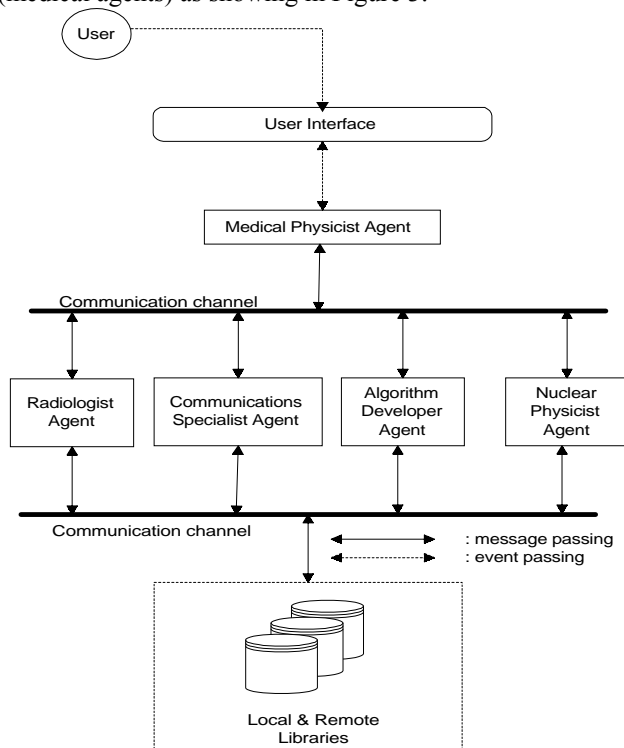 (medical agents) as showing in Figure 3.
User
User Interface
Medical Physicist Agent
Communication channel
Radiologist
Agent
Communications
Specialist Agent
Algorithm
Developer
Agent
Nuclear
Physicist
Agent
Communication channel
: message passing
: event passing
Local & Remote
Libraries